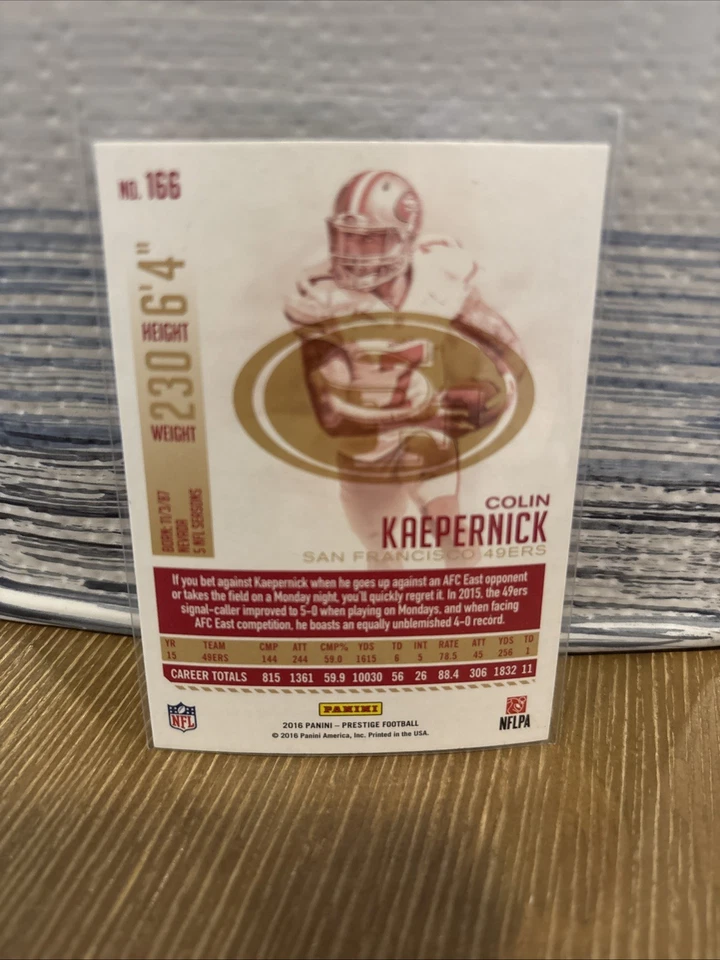 NO. 166
HEIGHT 6'4"
WEIGHT 230
BORN: 11/3/87
NEVADA
5 NFL SEASONS
7
COLIN
KAEPERNICK
SAN FRANCISCO 49ERS
If you bet against Kaepernick when he goes up against an AFC East opponent
or takes the field on a Monday night, you'll quickly regret it. In 2015, the 49ers
signal-caller improved to 5-0 when playing on Mondays, and when facing
AFC East competition, he boasts an equally unblemished 4-0 record.
YR TEAM CMP ATT CMP% YDS TD INT RATE ATT YDS TD
15 49ERS 144 244 59.0 1615 6 5 78.5 45 256 1
CAREER TOTALS 815 1361 59.9 10030 56 26 88.4 306 1832 11
PANINI
NFL
2016 PANINI – PRESTIGE FOOTBALL
© 2016 Panini America, Inc. Printed in the USA.
NFLPA